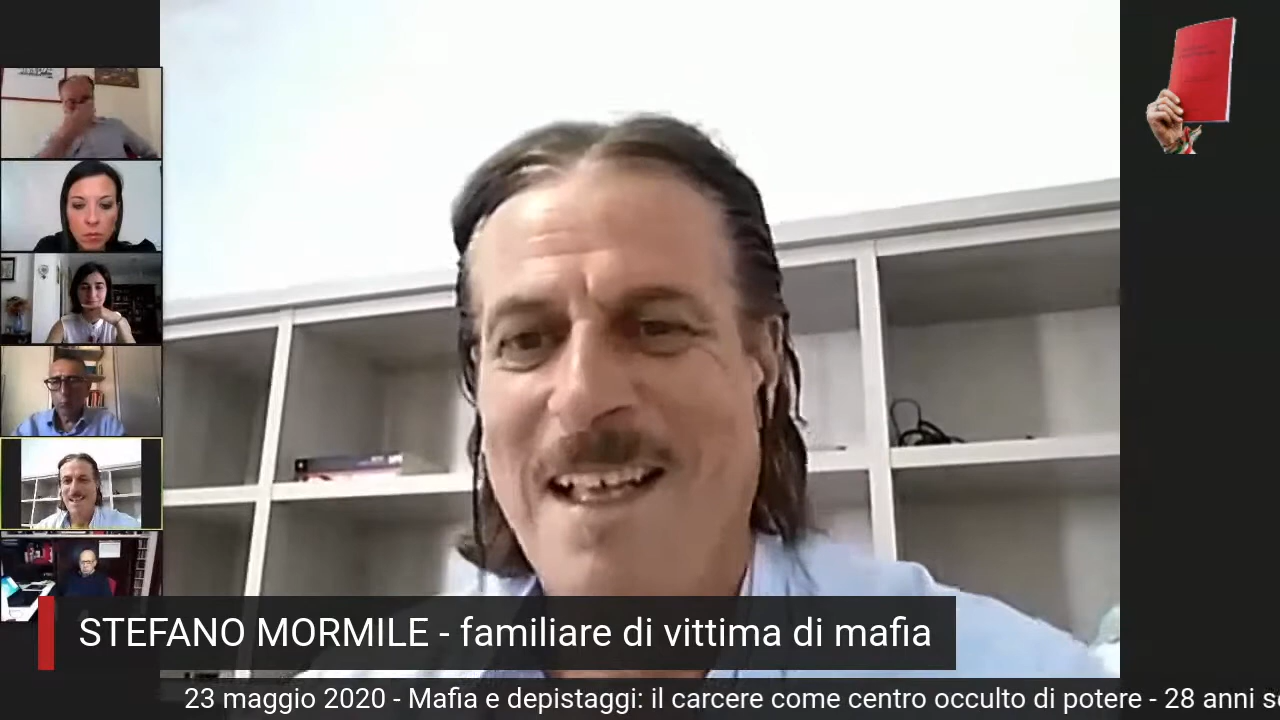 STEFANO MORMILE - familiare di vittima di mafia
23 maggio 2020 - Mafia e depistaggi: il carcere come centro occulto di potere - 28 anni